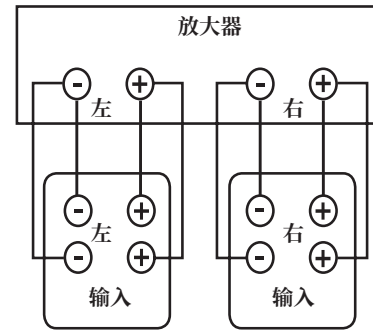 放大器
- + - +
左 右
- + - +
左 右
- + - +
输入 输入